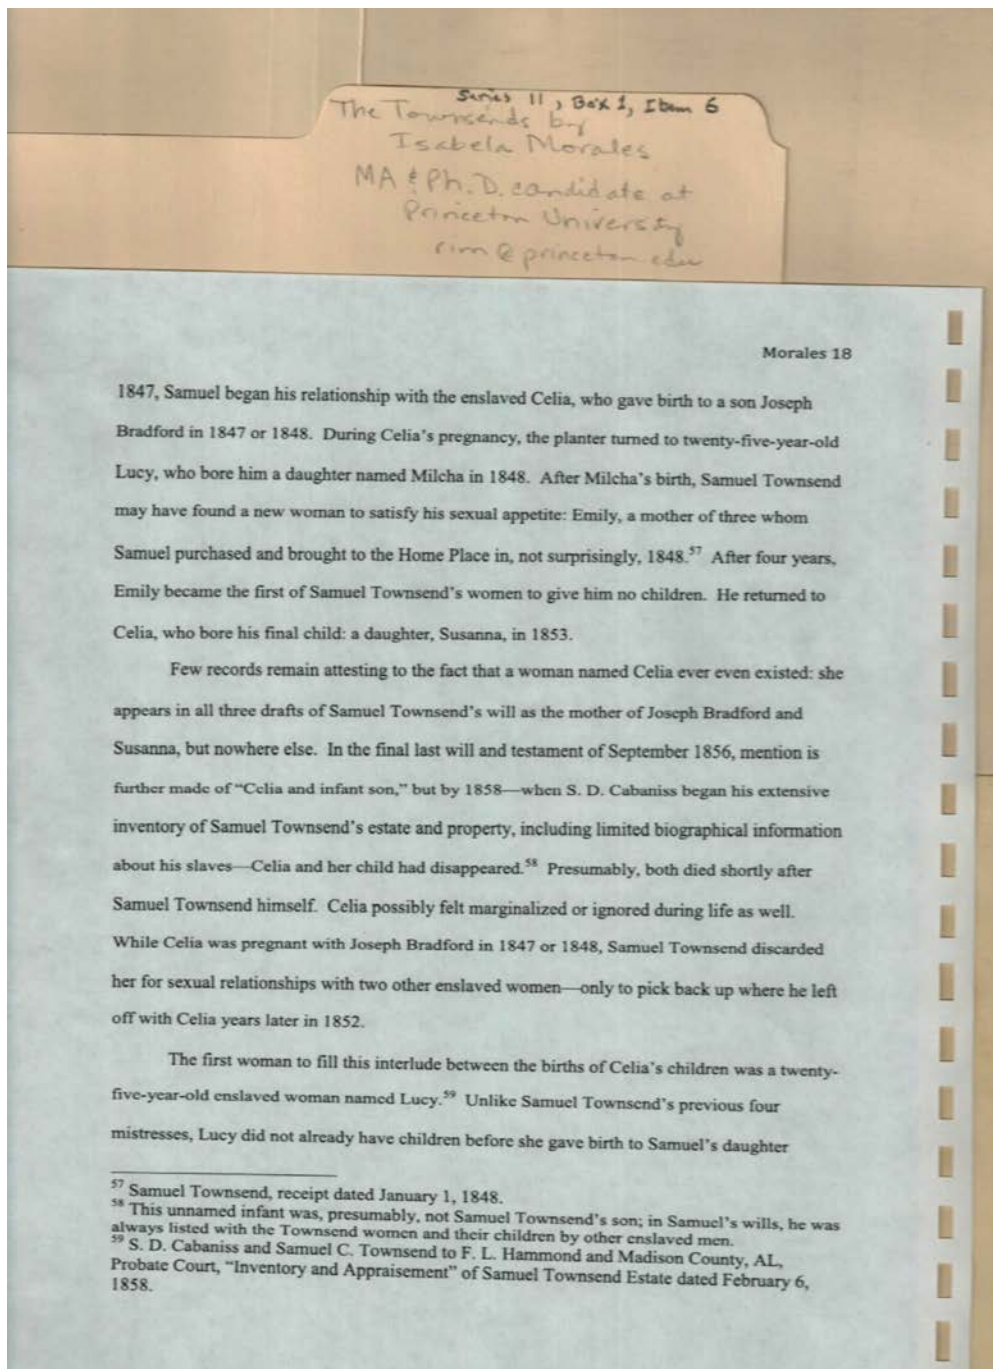 Series II, Box 1, Item 6
The Townsends by
Isabela Morales
MA & Ph.D. candidate at
Princeton University
@princeton.edu
Morales 18
1847, Samuel began his relationship with the enslaved Celia, who gave birth to a son Joseph
Bradford in 1847 or 1848. During Celia's pregnancy, the planter turned to twenty-five-year-old
Lucy, who bore him a daughter named Milcha in 1848. After Milcha's birth, Samuel Townsend
may have found a new woman to satisfy his sexual appetite: Emily, a mother of three whom
Samuel purchased and brought to the Home Place in, not surprisingly, 1848.57 After four years,
Emily became the first of Samuel Townsend's women to give him no children. He returned to
Celia, who bore his final child: a daughter, Susanna, in 1853.
Few records remain attesting to the fact that a woman named Celia ever even existed: she
appears in all three drafts of Samuel Townsend's will as the mother of Joseph Bradford and
Susanna, but nowhere else. In the final last will and testament of September 1856, mention is
further made of "Celia and infant son," but by 1858—when S. D. Cabaniss began his extensive
inventory of Samuel Townsend's estate and property, including limited biographical information
about his slaves—Celia and her child had disappeared.58 Presumably, both died shortly after
Samuel Townsend himself. Celia possibly felt marginalized or ignored during life as well.
While Celia was pregnant with Joseph Bradford in 1847 or 1848, Samuel Townsend discarded
her for sexual relationships with two other enslaved women—only to pick back up where he left
off with Celia years later in 1852.
The first woman to fill this interlude between the births of Celia's children was a twenty-
five-year-old enslaved woman named Lucy.59 Unlike Samuel Townsend's previous four
mistresses, Lucy did not already have children before she gave birth to Samuel's daughter
57 Samuel Townsend, receipt dated January 1, 1848.
58 This unnamed infant was, presumably, not Samuel Townsend's son; in Samuel's wills, he was
always listed with the Townsend women and their children by other enslaved men.
59 S. D. Cabaniss and Samuel C. Townsend to F. L. Hammond and Madison County, AL,
Probate Court, "Inventory and Appraisement" of Samuel Townsend Estate dated February 6,
1858.